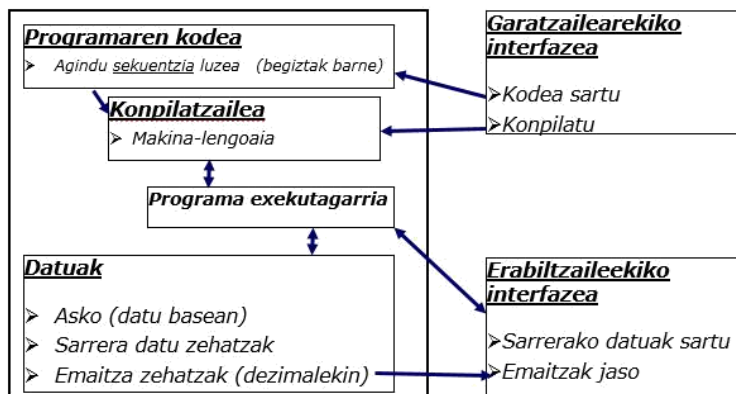 Programaren kodea
➢ Agindu sekuentzia luzea (begiztak barne)
Konpilatzailea
➢ Makina-lengoaia
Programa exekutagarria
Datuak
➢ Asko (datu basean)
➢ Sarrera datu zehatzak
➢ Emaitza zehatzak (dezimalekin)
Garatzailearekiko
interfazea
➢Kodea sartu
➢Konpilatu
Erabiltzaileekiko
interfazea
➢Sarrerako datuak sartu
➢Emaitzak jaso